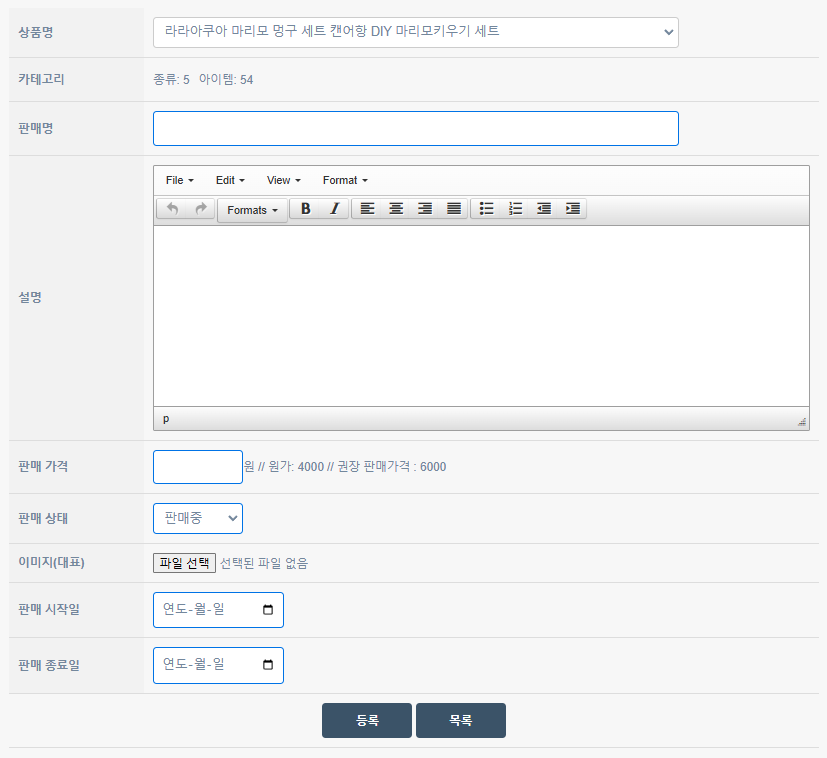 상품명 라라아쿠아 마리모 멍구 세트 캔어항 DIY 마리모키우기 세트
카테고리 종류: 5 아이템: 54
판매명
File Edit View Format
Formats B I
설명
p
판매 가격 원 // 원가: 4000 // 권장 판매가격 : 6000
판매 상태 판매중
이미지(대표) 파일 선택 선택된 파일 없음
판매 시작일 연도-월-일
판매 종료일 연도-월-일
등록 목록